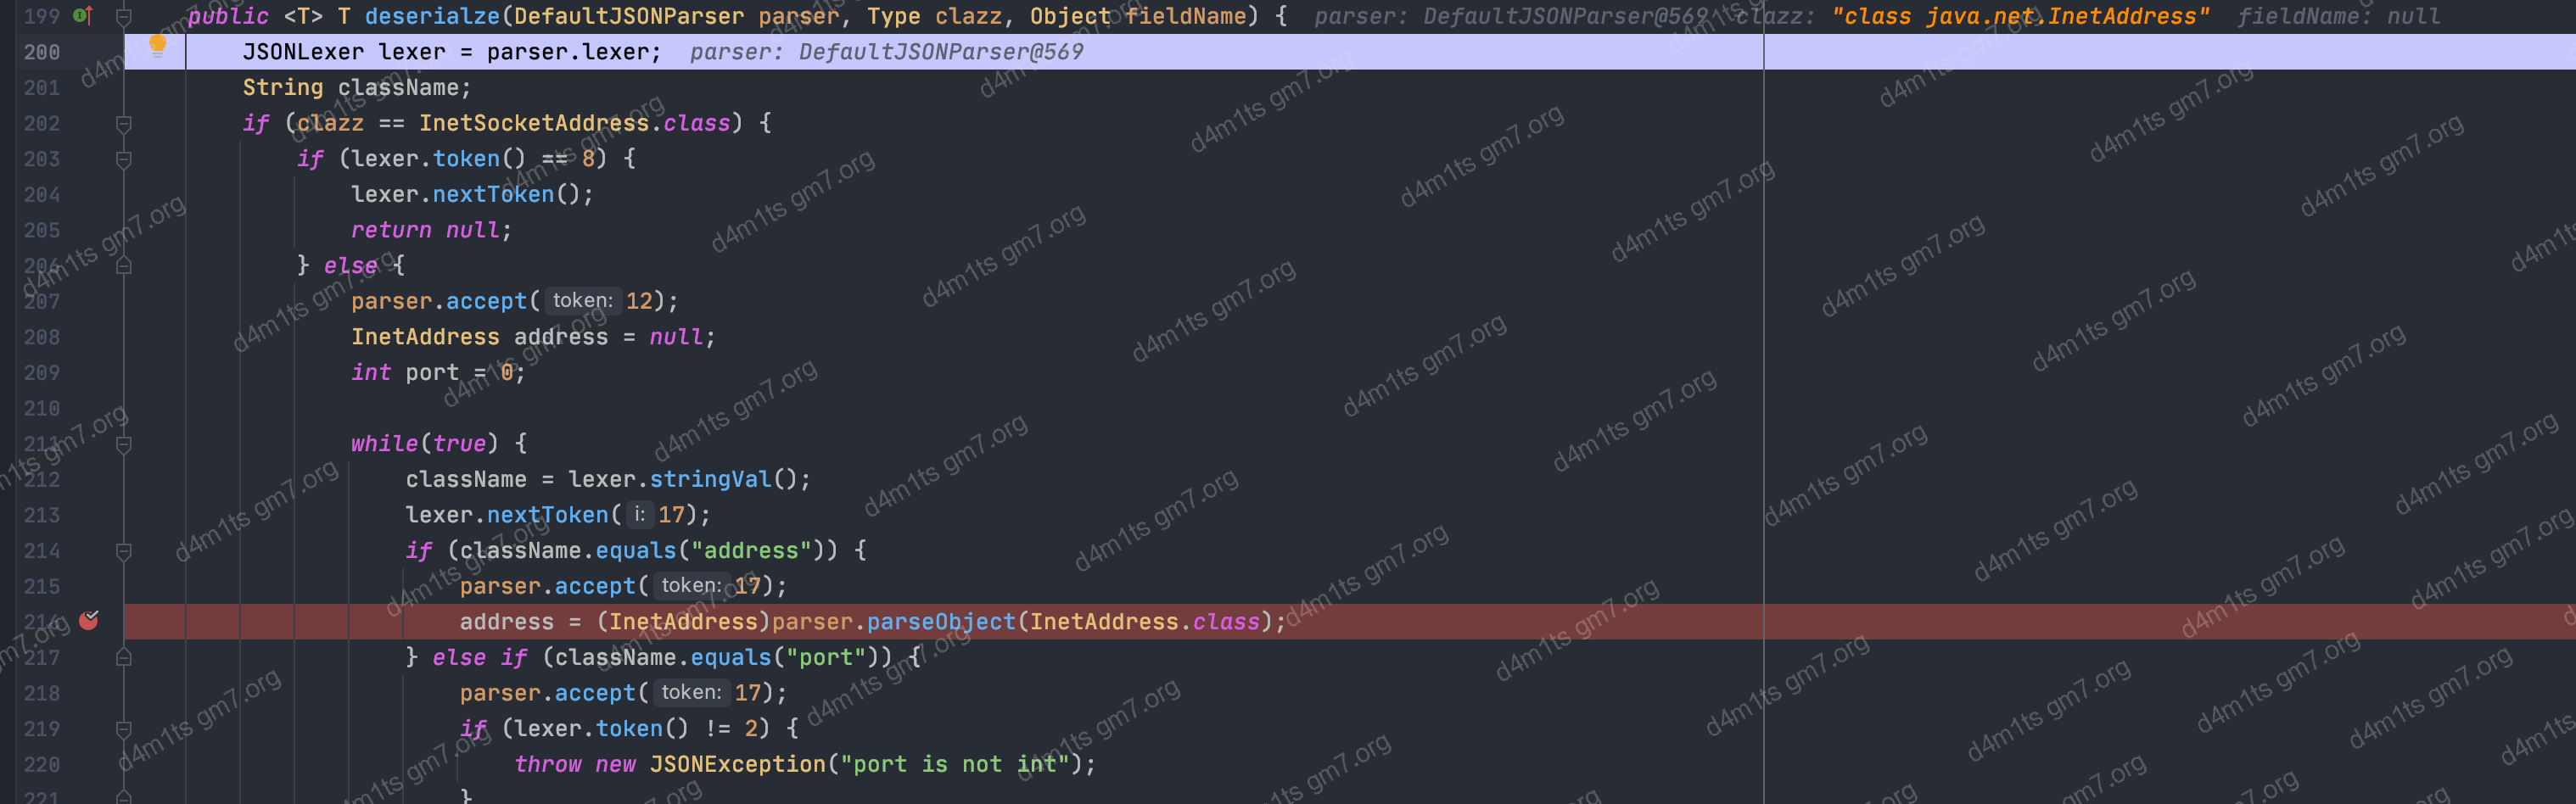 199 public <T> T deserialze(DefaultJSONParser parser, Type clazz, Object fieldName) { parser: DefaultJSONParser@569 clazz: "class java.net.InetAddress" fieldName: null
200 JSONLexer lexer = parser.lexer; parser: DefaultJSONParser@569
201 String className;
202 if (clazz == InetSocketAddress.class) {
203 if (lexer.token() == 8) {
204 lexer.nextToken();
205 return null;
206 } else {
207 parser.accept( token: 12);
208 InetAddress address = null;
209 int port = 0;
210
211 while(true) {
212 className = lexer.stringVal();
213 lexer.nextToken( i: 17);
214 if (className.equals("address")) {
215 parser.accept( token: 17);
216 address = (InetAddress)parser.parseObject(InetAddress.class);
217 } else if (className.equals("port")) {
218 parser.accept( token: 17);
219 if (lexer.token() != 2) {
220 throw new JSONException("port is not int");
221 }
d4m1ts gm7.org